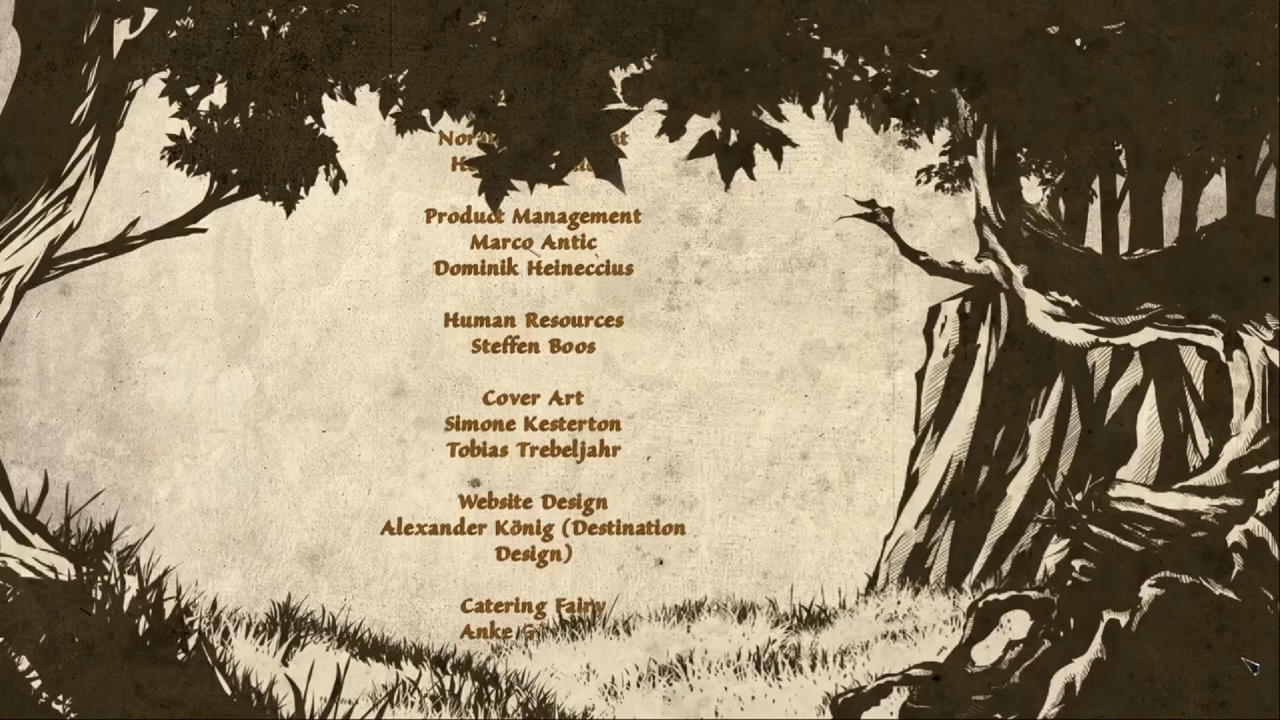 Product Management
Marco Antic
Dominik Heineccius
Human Resources
Steffen Boos
Cover Art
Simone Kesterton
Tobias Trebeljahr
Website Design
Alexander König (Destination
Design)
Catering Fairy
Anke